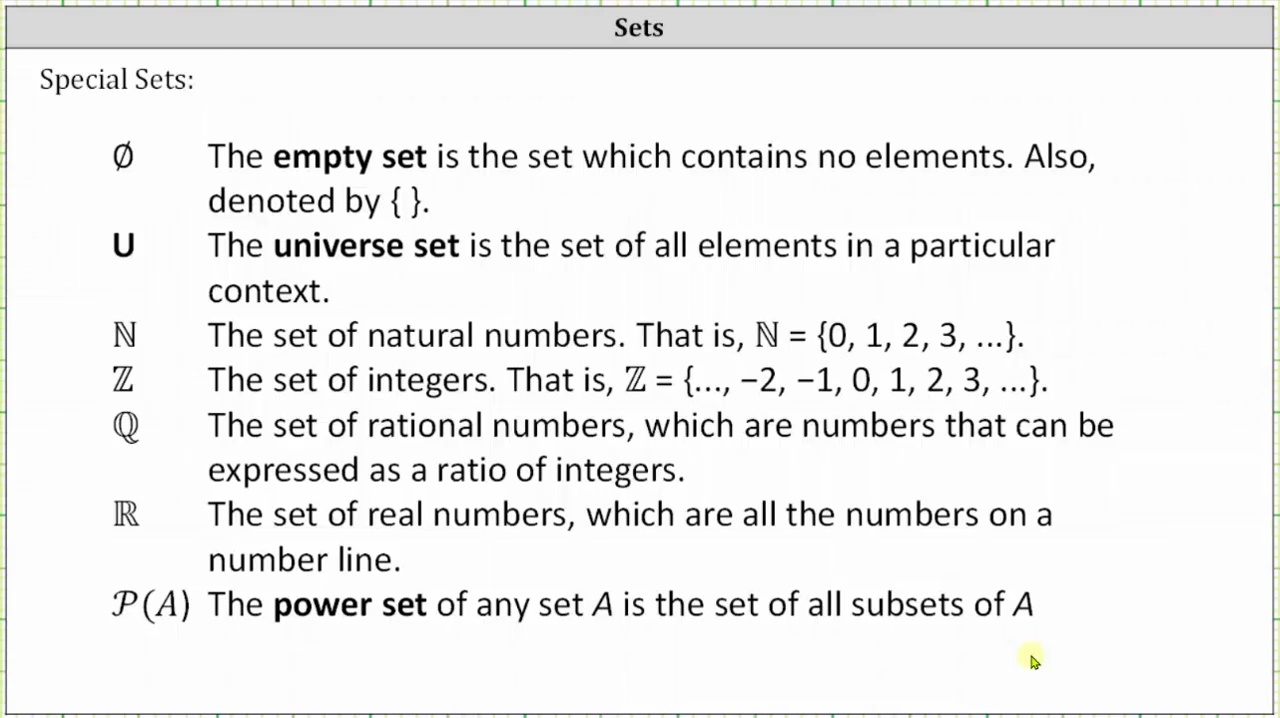 Sets
Special Sets:
∅ The empty set is the set which contains no elements. Also,
denoted by { }.
U The universe set is the set of all elements in a particular
context.
ℕ The set of natural numbers. That is, ℕ = {0, 1, 2, 3, ...}.
ℤ The set of integers. That is, ℤ = {..., −2, −1, 0, 1, 2, 3, ...}.
ℚ The set of rational numbers, which are numbers that can be
expressed as a ratio of integers.
ℝ The set of real numbers, which are all the numbers on a
number line.
𝒫(A) The power set of any set A is the set of all subsets of A